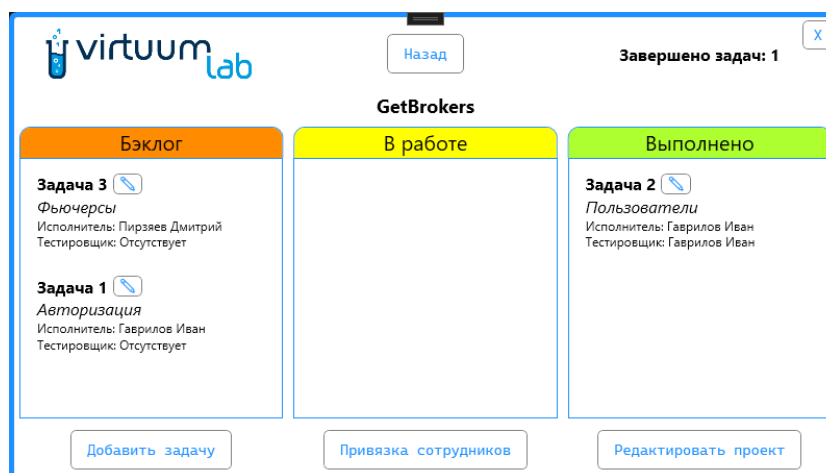 virtuum
lab
Назад
Завершено задач: 1
X
GetBrokers
Бэклог
Задача 3
Фьючерсы
Исполнитель: Пирзяев Дмитрий
Тестировщик: Отсутствует
Задача 1
Авторизация
Исполнитель: Гаврилов Иван
Тестировщик: Отсутствует
В работе
Выполнено
Задача 2
Пользователи
Исполнитель: Гаврилов Иван
Тестировщик: Гаврилов Иван
Добавить задачу
Привязка сотрудников
Редактировать проект